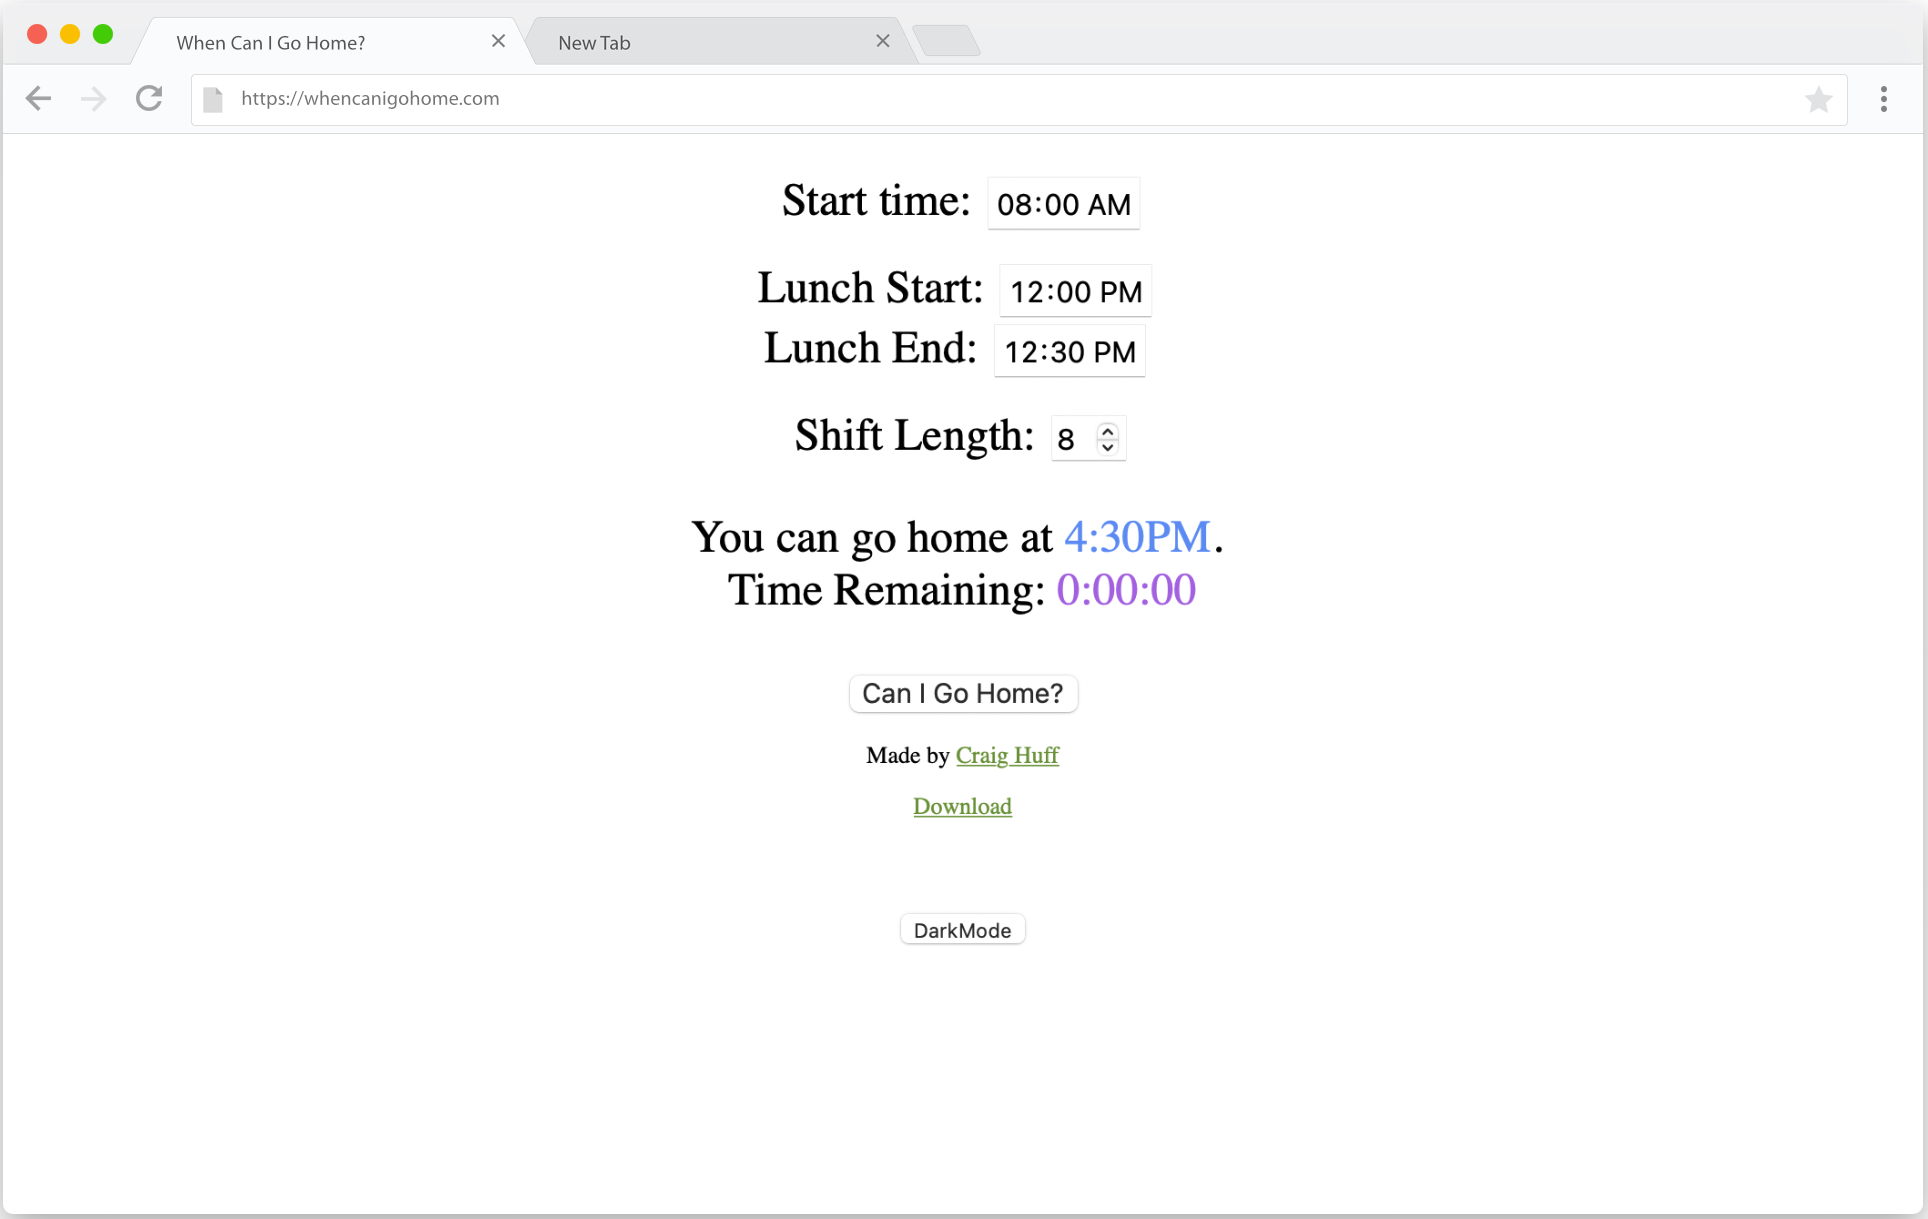 When Can I Go Home?
New Tab
https://whencanigohome.com
Start time: 08:00 AM
Lunch Start: 12:00 PM
Lunch End: 12:30 PM
Shift Length: 8
You can go home at 4:30PM.
Time Remaining: 0:00:00
Can I Go Home?
Made by Craig Huff
Download
DarkMode